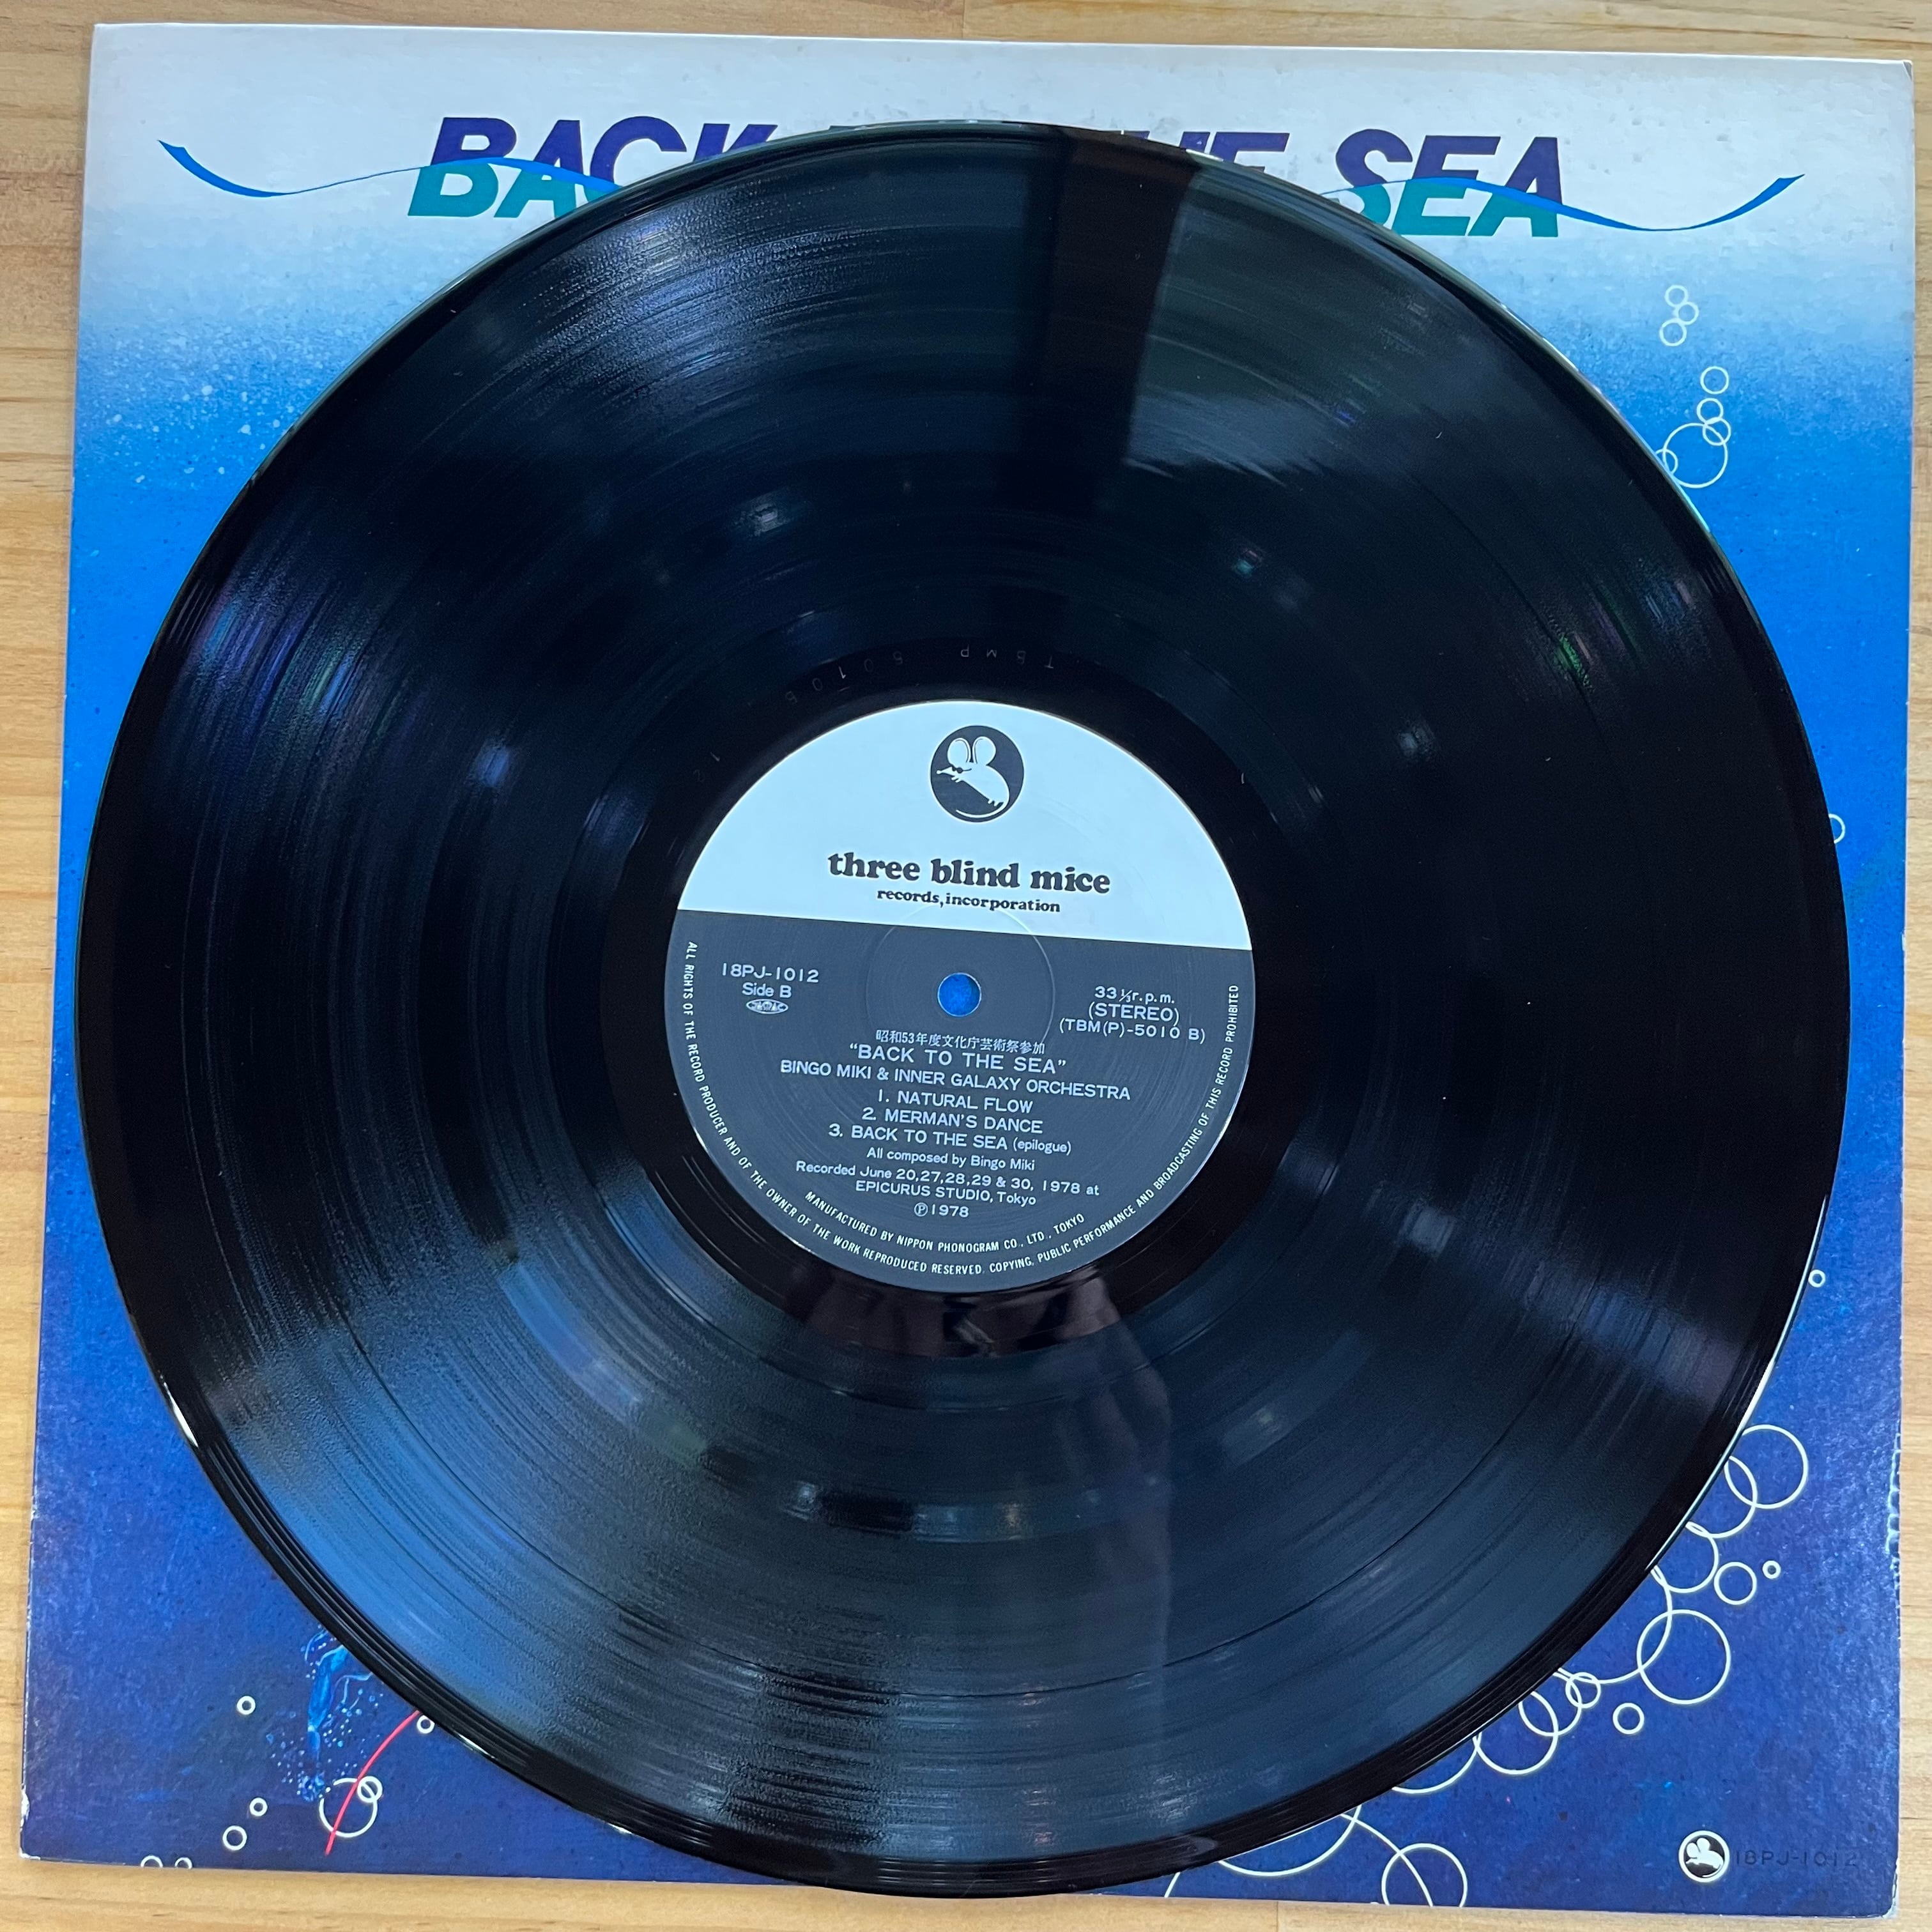 BACK THE SEA
three blind mice
records, incorporation
18PJ-1012
Side B
33⅓r.p.m.
(STEREO)
(TBM(P)-5010 B)
昭和53年度文化庁芸術祭参加
"BACK TO THE SEA"
BINGO MIKI & INNER GALAXY ORCHESTRA
1. NATURAL FLOW
2. MERMAN'S DANCE
3. BACK TO THE SEA (epilogue)
All composed by Bingo Miki
Recorded June 20,27,28,29 & 30, 1978 at
EPICURUS STUDIO, Tokyo
Ⓟ1978
MANUFACTURED BY NIPPON PHONOGRAM CO., LTD., TOKYO
ALL RIGHTS OF THE RECORD PRODUCER AND OF THE OWNER OF THE WORK REPRODUCED RESERVED. COPYING, PUBLIC PERFORMANCE AND BROADCASTING OF THIS RECORD PROHIBITED
18PJ-1012